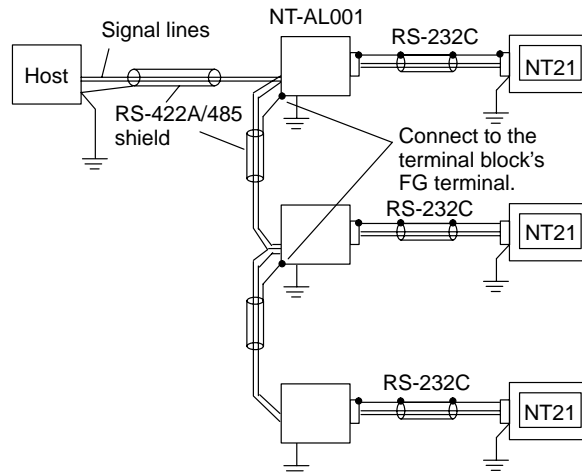 NT-AL001
Signal lines
RS-232C
Host
NT21
RS-422A/485
shield
Connect to the
terminal block's
FG terminal.
RS-232C
NT21
RS-232C
NT21